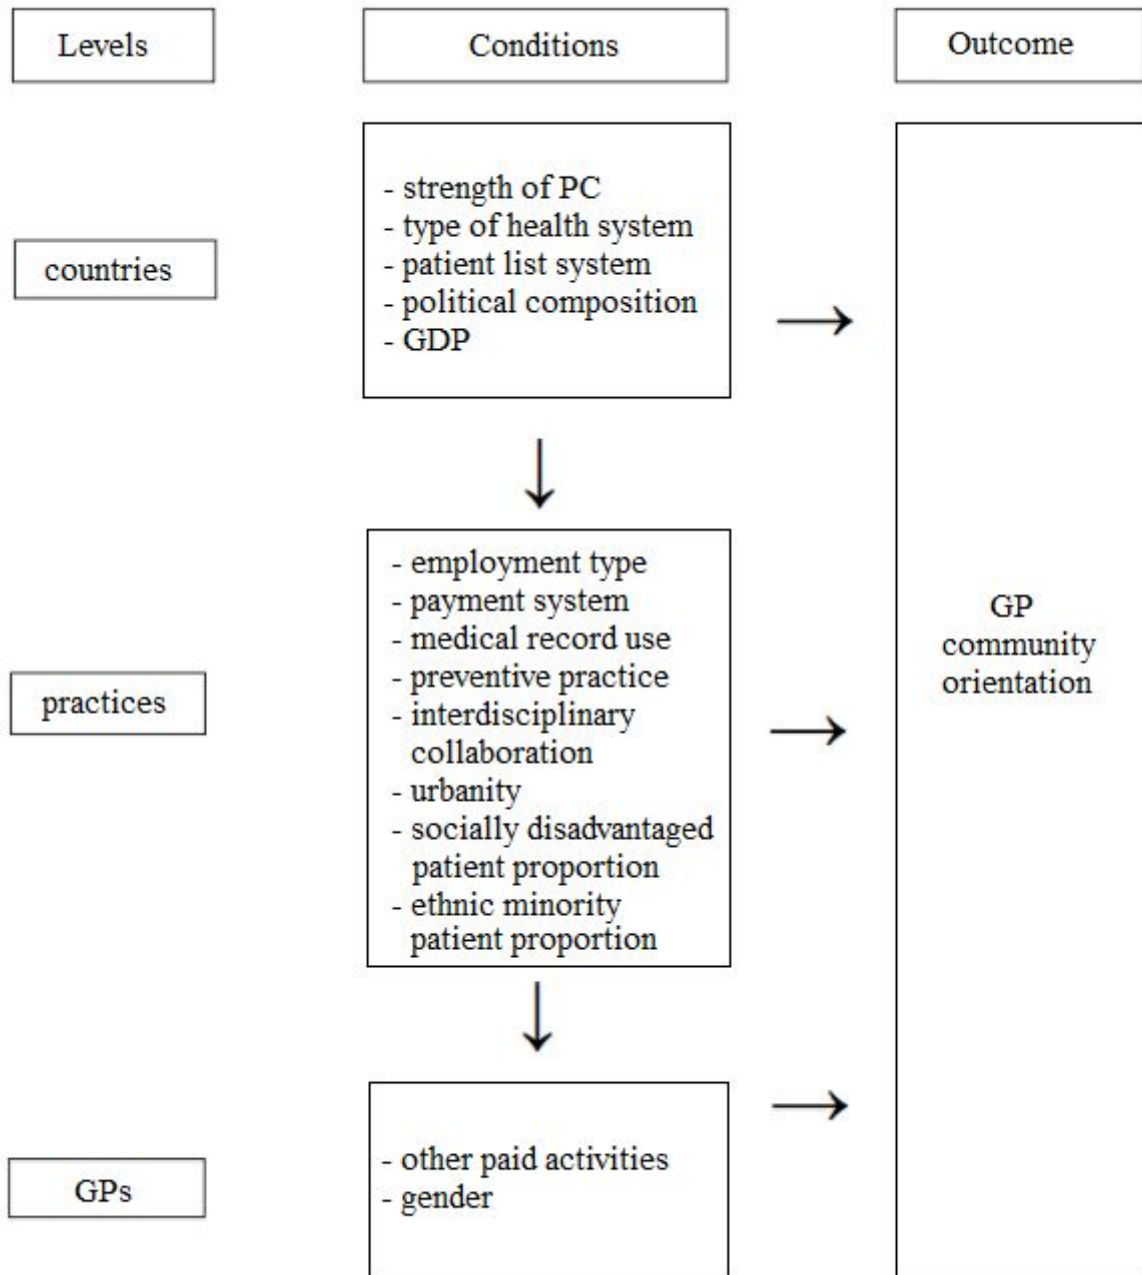 Levels
Conditions
Outcome
countries
- strength of PC
- type of health system
- patient list system
- political composition
- GDP
practices
- employment type
- payment system
- medical record use
- preventive practice
- interdisciplinary
collaboration
- urbanity
- socially disadvantaged
patient proportion
- ethnic minority
patient proportion
GP
community
orientation
GPs
- other paid activities
- gender